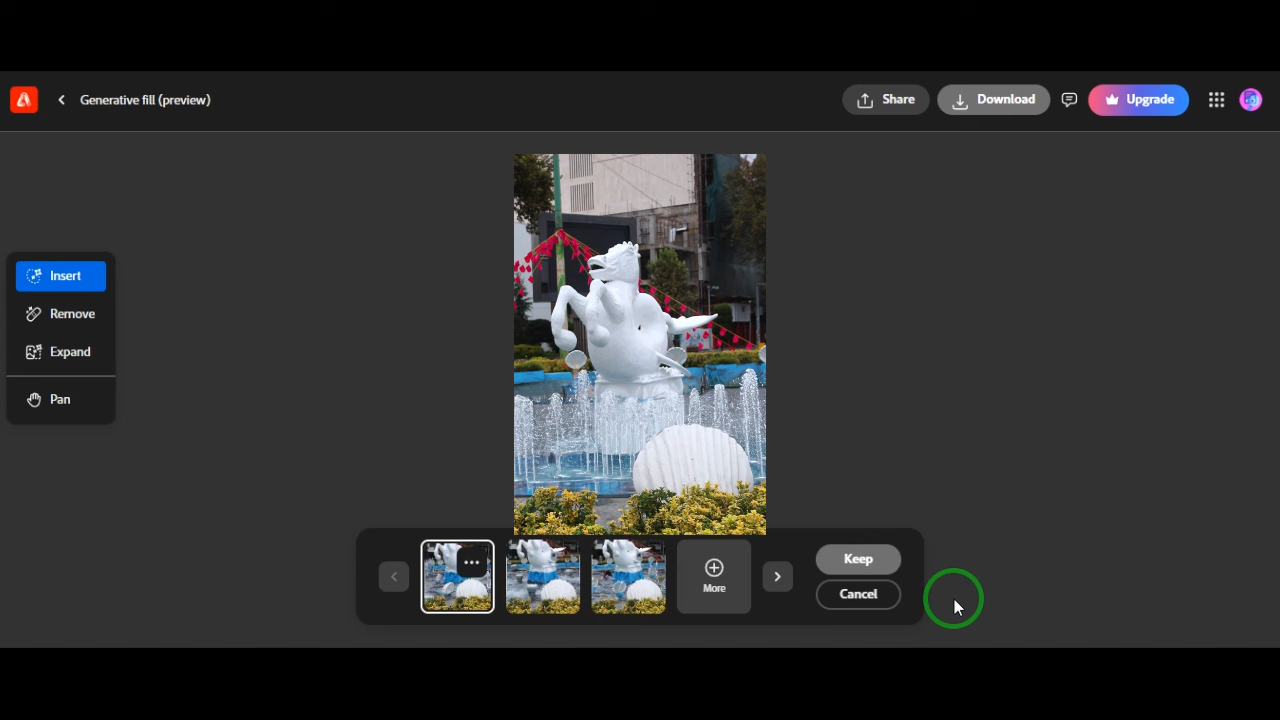 Generative fill (preview)
Share
Download
Upgrade
Insert
Remove
Expand
Pan
More
Keep
Cancel